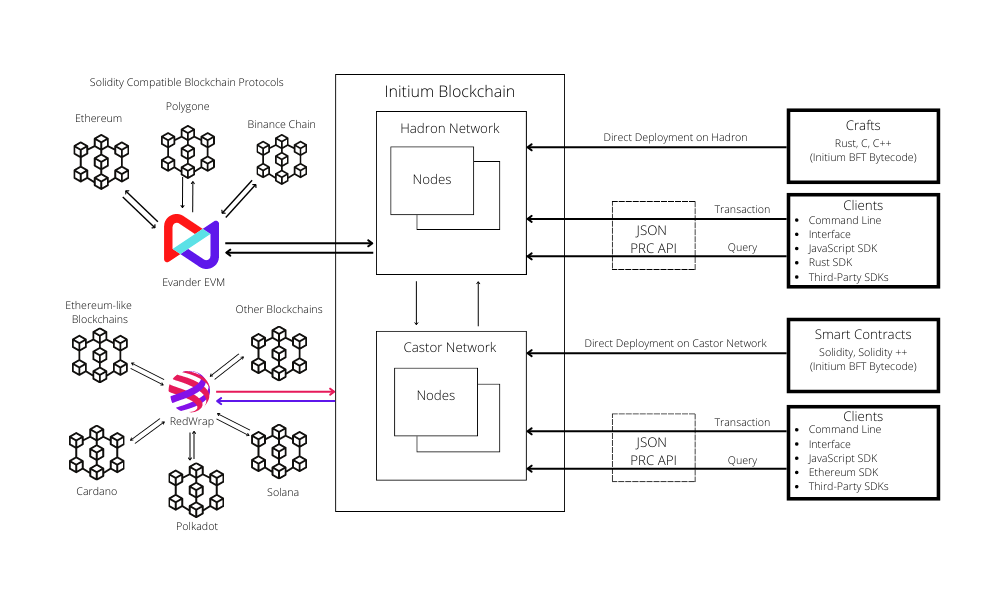 Solidity Compatible Blockchain Protocols
Ethereum
Polygone
Binance Chain
Evander EVM
Ethereum-like
Blockchains
Other Blockchains
RedWrap
Cardano
Polkadot
Solana
Initium Blockchain
Hadron Network
Nodes
Castor Network
Nodes
Direct Deployment on Hadron
Transaction
JSON
PRC API
Query
Direct Deployment on Castor Network
Transaction
JSON
PRC API
Query
Crafts
Rust, C, C++
(Initium BFT Bytecode)
Clients
• Command Line
• Interface
• JavaScript SDK
• Rust SDK
• Third-Party SDKs
Smart Contracts
Solidity, Solidity ++
(Initium BFT Bytecode)
Clients
• Command Line
• Interface
• JavaScript SDK
• Ethereum SDK
• Third-Party SDKs